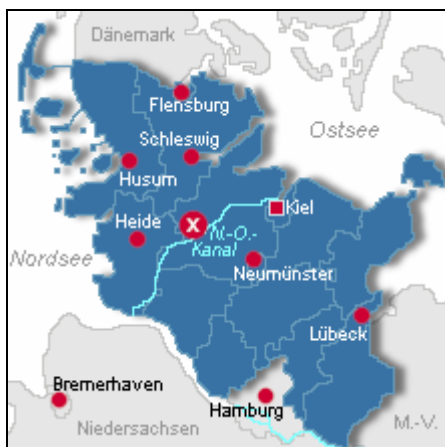 Dänemark
Flensburg
Schleswig
Ostsee
Husum
Kiel
Heide
X
N.-O.-
Kanal
Nordsee
Neumünster
Lübeck
Bremerhaven
Hamburg
Niedersachsen
M.-V.